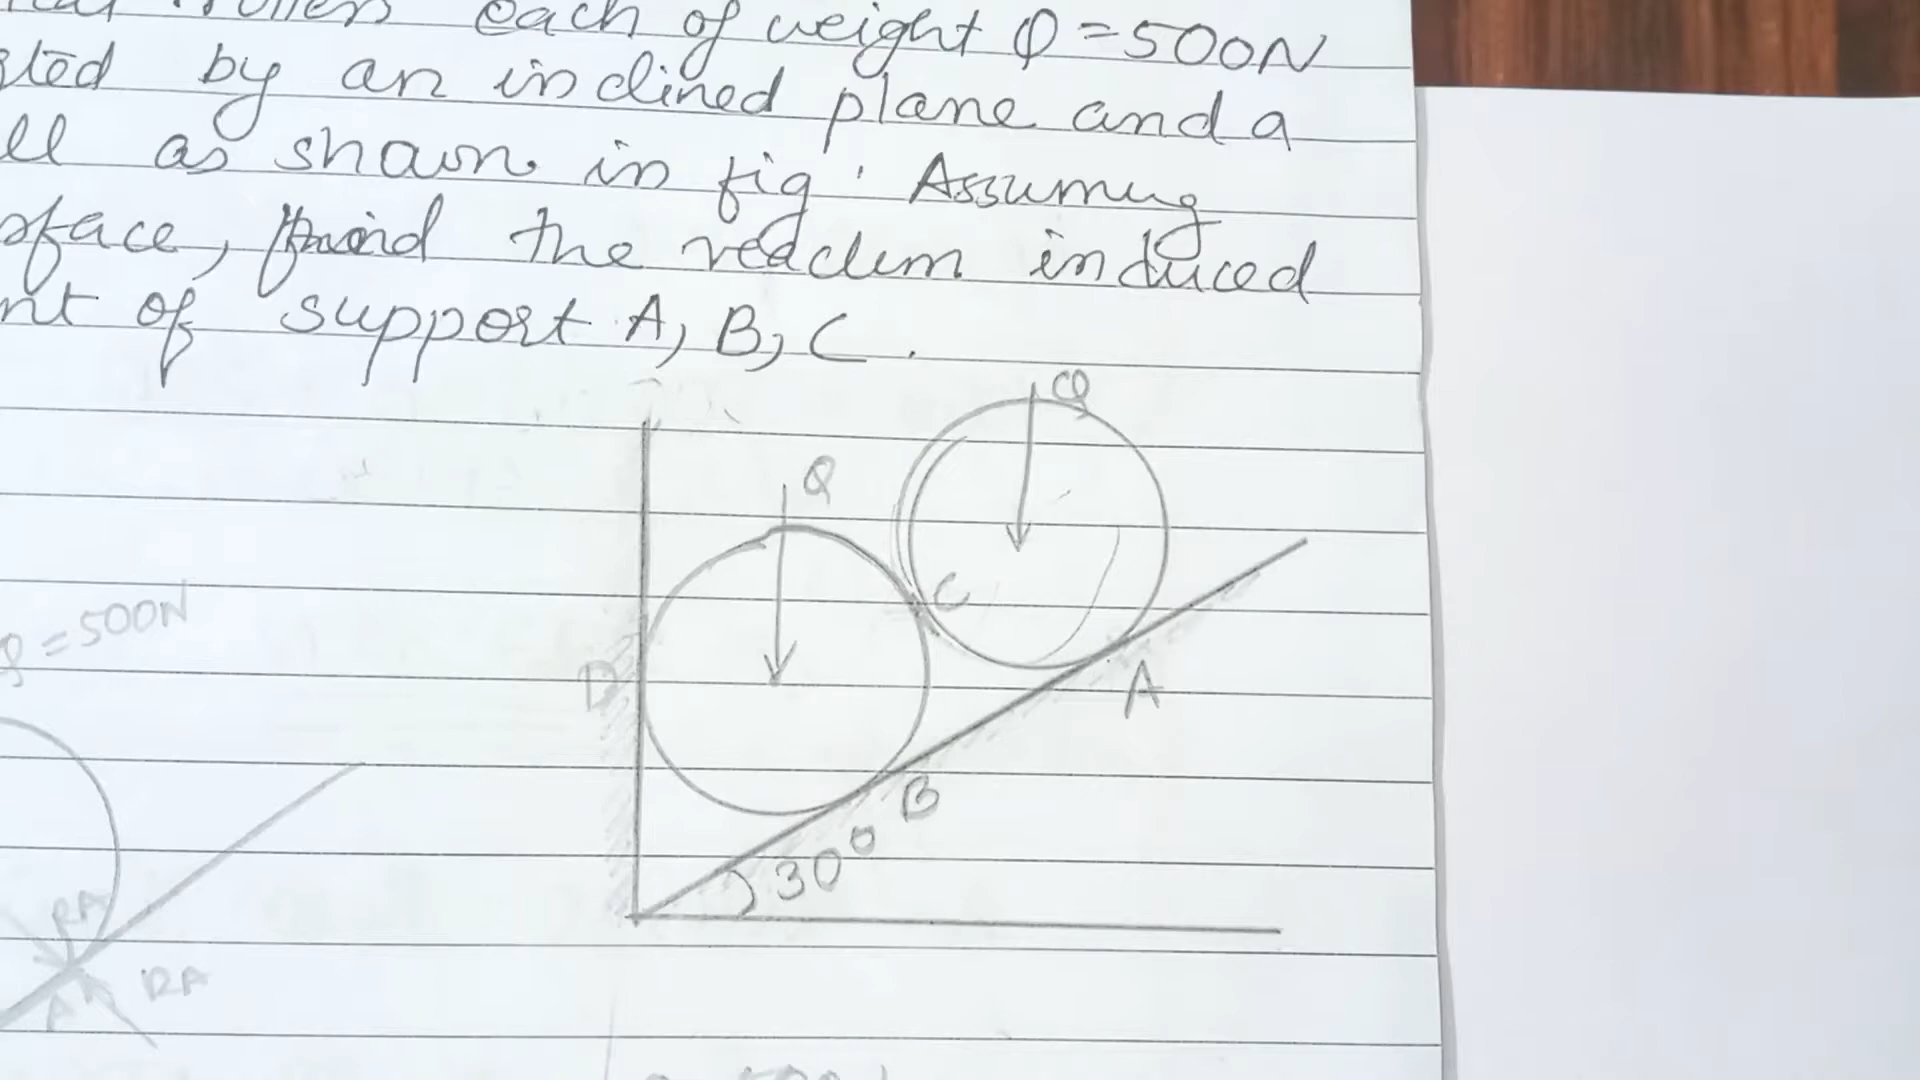 each of weight Q = 500N
by an inclined plane and a
as shown in fig. Assuming
find the reaction induced
of support A, B, C.
Q
Q
C
= 500N
D
A
B
30°
RA
RA
A